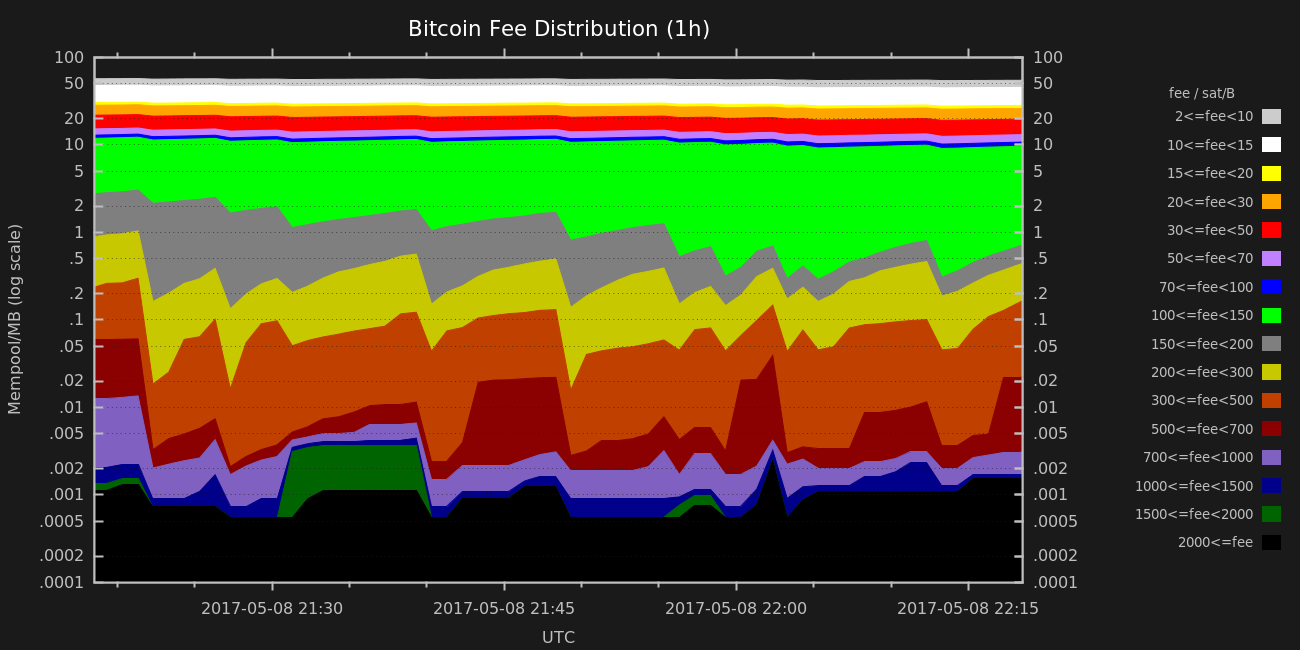 Bitcoin Fee Distribution (1h)
Mempool/MB (log scale)
100
50
20
10
5
2
1
.5
.2
.1
.05
.02
.01
.005
.002
.001
.0005
.0002
.0001
100
50
20
10
5
2
1
.5
.2
.1
.05
.02
.01
.005
.002
.001
.0005
.0002
.0001
fee / sat/B
2<=fee<10
10<=fee<15
15<=fee<20
20<=fee<30
30<=fee<50
50<=fee<70
70<=fee<100
100<=fee<150
150<=fee<200
200<=fee<300
300<=fee<500
500<=fee<700
700<=fee<1000
1000<=fee<1500
1500<=fee<2000
2000<=fee
2017-05-08 21:30 2017-05-08 21:45 2017-05-08 22:00 2017-05-08 22:15
UTC